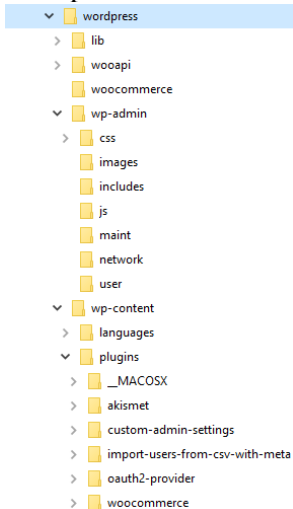 wordpress
lib
wooapi
woocommerce
wp-admin
css
images
includes
js
maint
network
user
wp-content
languages
plugins
__MACOSX
akismet
custom-admin-settings
import-users-from-csv-with-meta
oauth2-provider
woocommerce